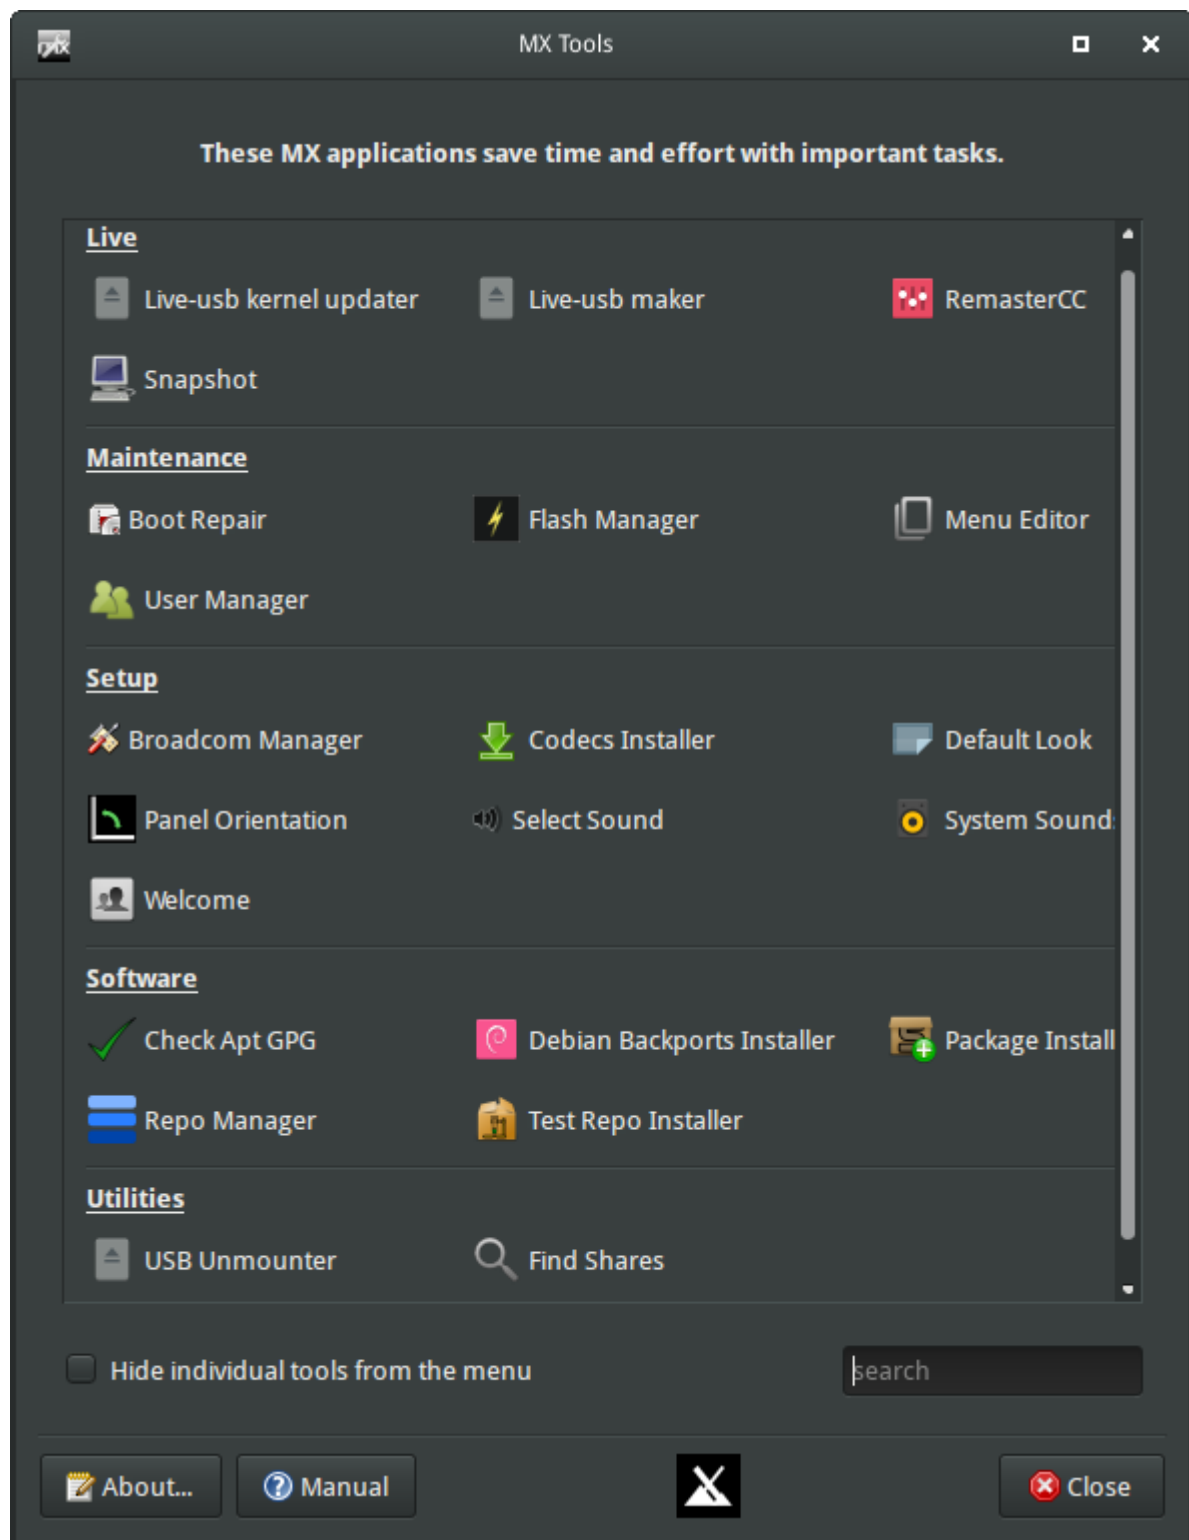 MX Tools
These MX applications save time and effort with important tasks.
Live
Live-usb kernel updater Live-usb maker RemasterCC
Snapshot
Maintenance
Boot Repair Flash Manager Menu Editor
User Manager
Setup
Broadcom Manager Codecs Installer Default Look
Panel Orientation Select Sound System Sound
Welcome
Software
Check Apt GPG Debian Backports Installer Package Install
Repo Manager Test Repo Installer
Utilities
USB Unmounter Find Shares
Hide individual tools from the menu search
About... Manual Close